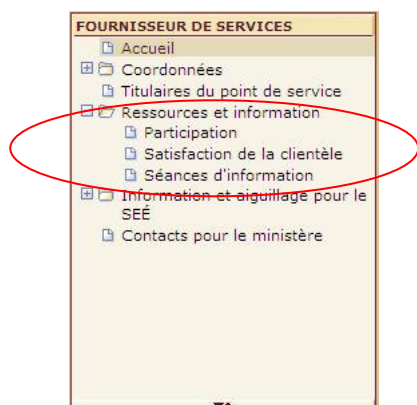 FOURNISSEUR DE SERVICES
Accueil
Coordonnées
Titulaires du point de service
Ressources et information
Participation
Satisfaction de la clientèle
Séances d'information
Information et aiguillage pour le
SEÉ
Contacts pour le ministère